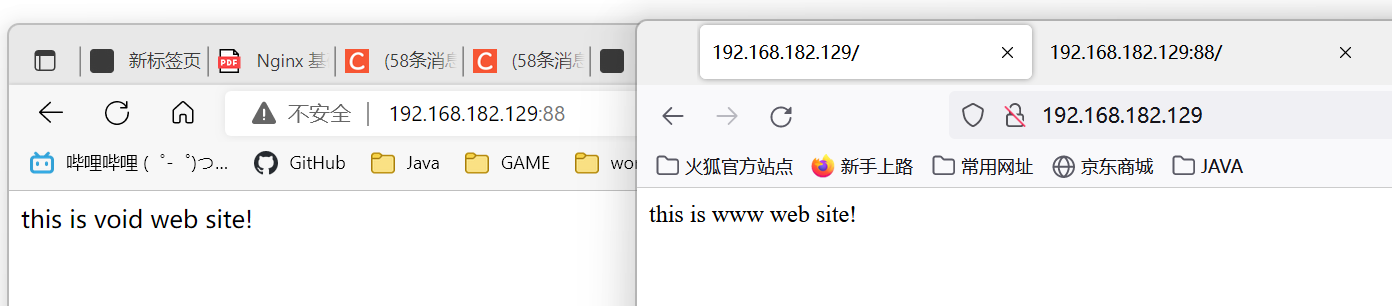 新标签页 Nginx 基 (58条消息 (58条消息
不安全 192.168.182.129:88
哔哩哔哩 ( ゜- ゜)つ... GitHub Java GAME wor
this is void web site!
192.168.182.129/ 192.168.182.129:88/
192.168.182.129
火狐官方站点 新手上路 常用网址 京东商城 JAVA
this is www web site!